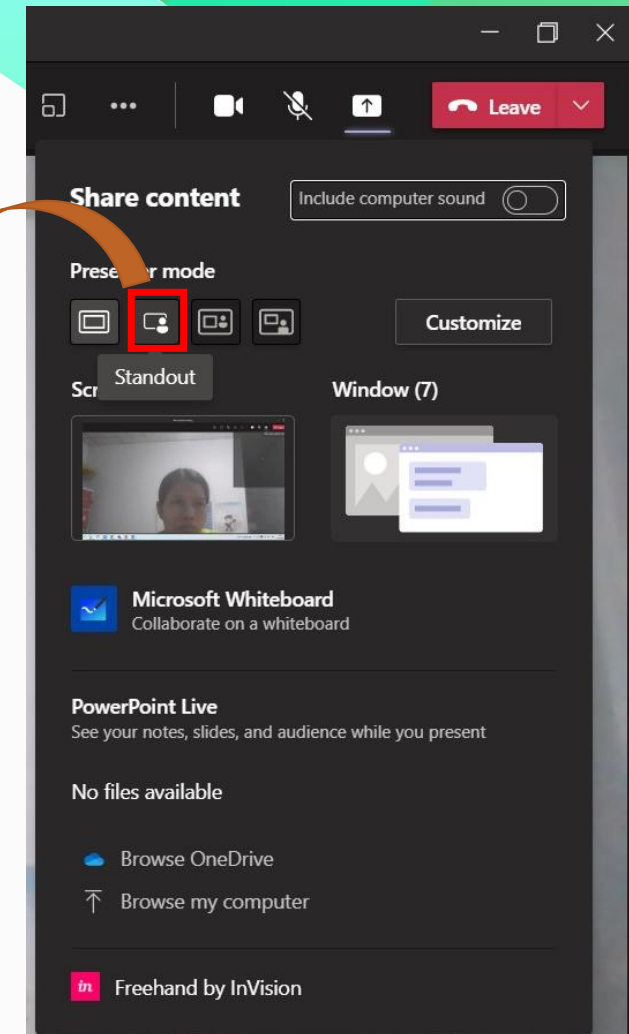 Leave
Share content
Include computer sound
Presenter mode
Customize
Standout
Scr
Window (7)
Microsoft Whiteboard
Collaborate on a whiteboard
PowerPoint Live
See your notes, slides, and audience while you present
No files available
Browse OneDrive
Browse my computer
in Freehand by InVision